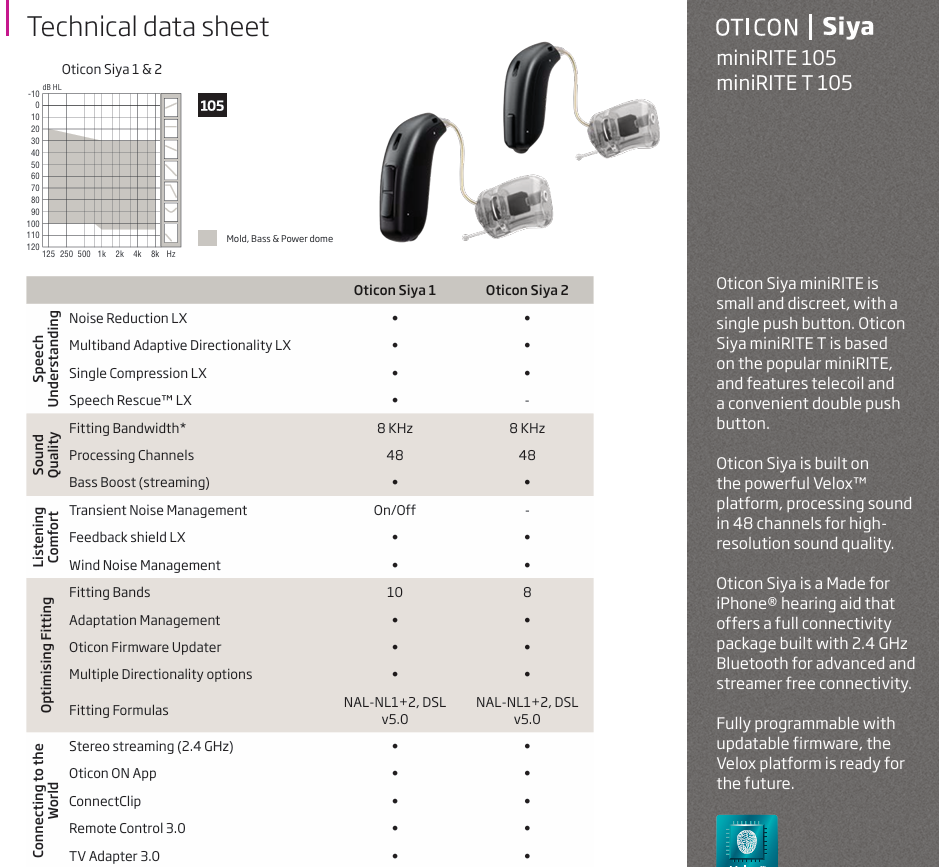 Technical data sheet
Oticon Siya 1 & 2
dB HL
-10
0
10
20
30
40
50
60
70
80
90
100
110
120
125 250 500 1k 2k 4k 8k Hz
105
Mold, Bass & Power dome
Oticon Siya 1 Oticon Siya 2
Speech
Understanding
Noise Reduction LX • •
Multiband Adaptive Directionality LX • •
Single Compression LX • •
Speech Rescue™ LX • -
Sound
Quality
Fitting Bandwidth* 8 KHz 8 KHz
Processing Channels 48 48
Bass Boost (streaming) • •
Listening
Comfort
Transient Noise Management On/Off -
Feedback shield LX • •
Wind Noise Management • •
Optimising Fitting
Fitting Bands 10 8
Adaptation Management • •
Oticon Firmware Updater • •
Multiple Directionality options • •
Fitting Formulas NAL-NL1+2, DSL NAL-NL1+2, DSL
v5.0 v5.0
Connecting to the
World
Stereo streaming (2.4 GHz) • •
Oticon ON App • •
ConnectClip • •
Remote Control 3.0 • •
TV Adapter 3.0 • •
OTICON | Siya
miniRITE 105
miniRITE T 105
Oticon Siya miniRITE is
small and discreet, with a
single push button. Oticon
Siya miniRITE T is based
on the popular miniRITE,
and features telecoil and
a convenient double push
button.
Oticon Siya is built on
the powerful Velox™
platform, processing sound
in 48 channels for high-
resolution sound quality.
Oticon Siya is a Made for
iPhone® hearing aid that
offers a full connectivity
package built with 2.4 GHz
Bluetooth for advanced and
streamer free connectivity.
Fully programmable with
updatable firmware, the
Velox platform is ready for
the future.